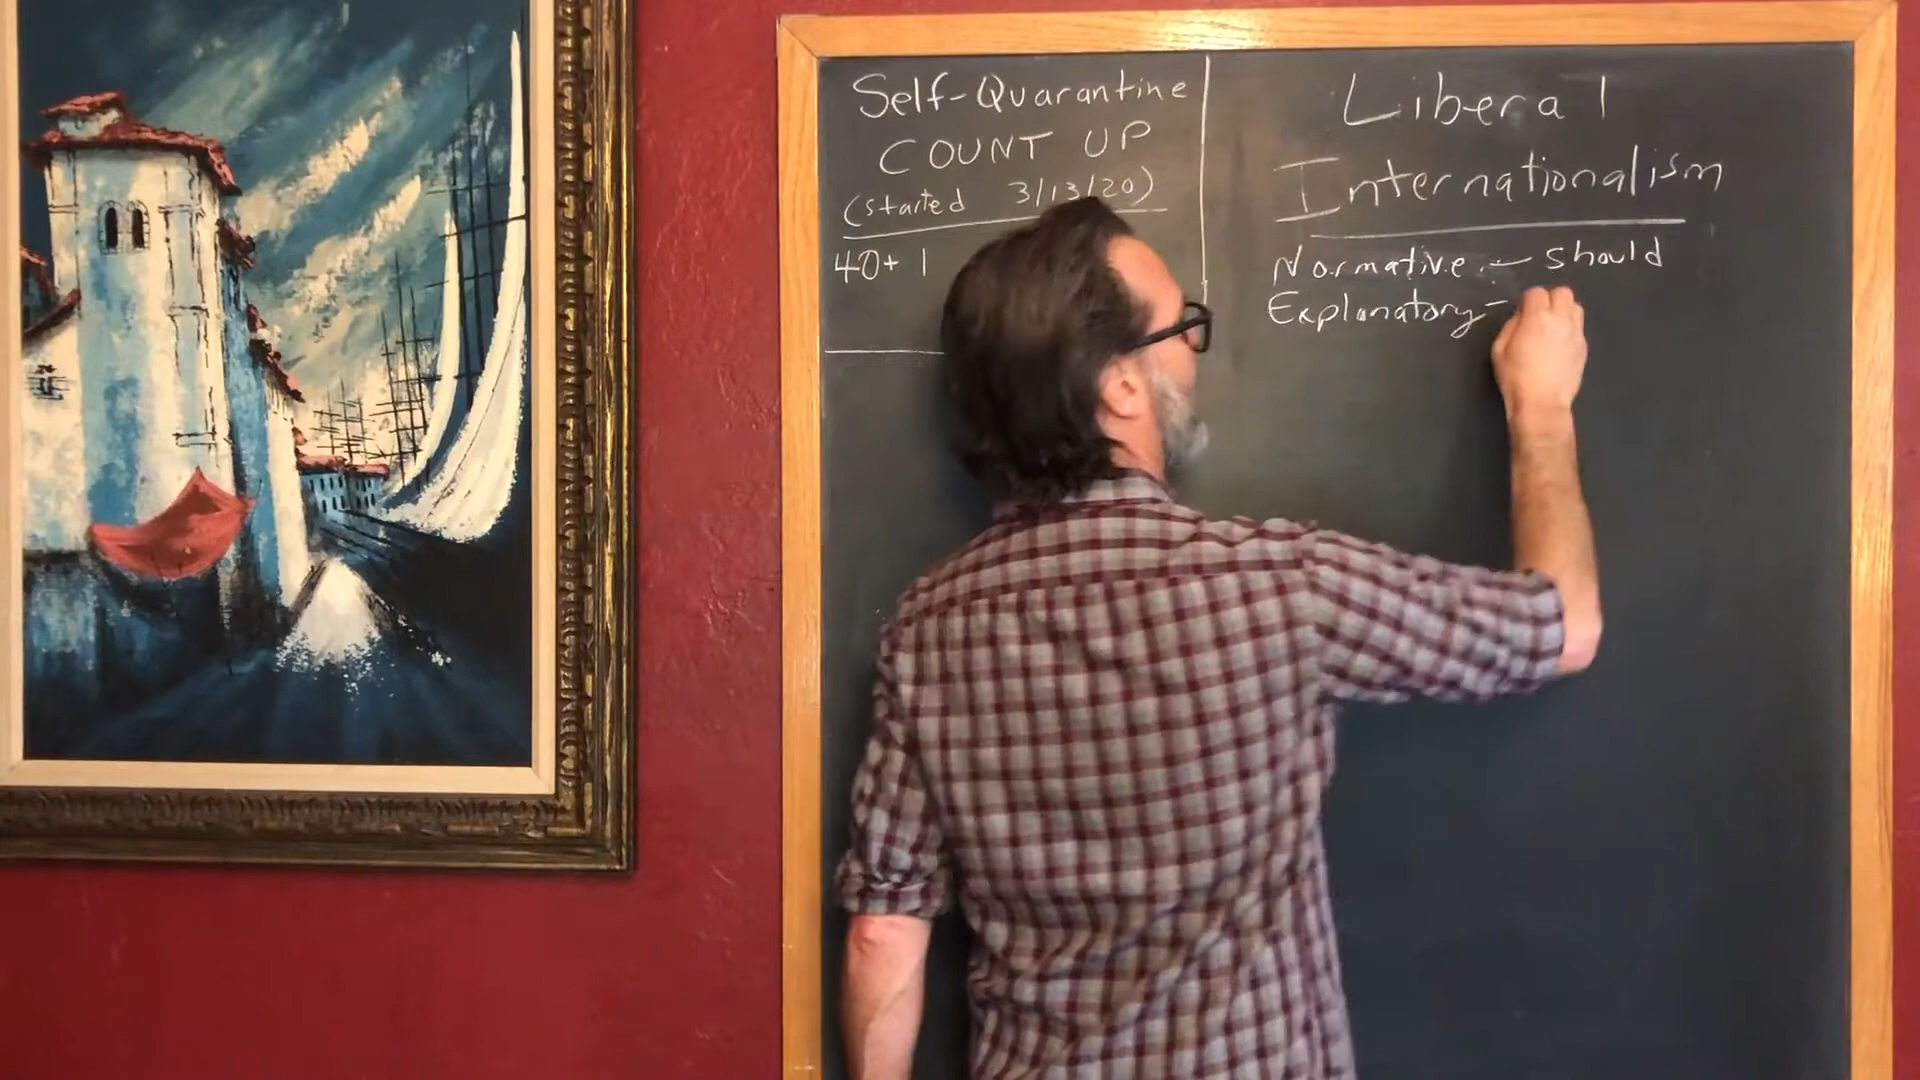 Self-Quarantine
COUNT UP
(started 3/13/20)
40+ 1
Liberal
Internationalism
Normative - should
Explanatory -